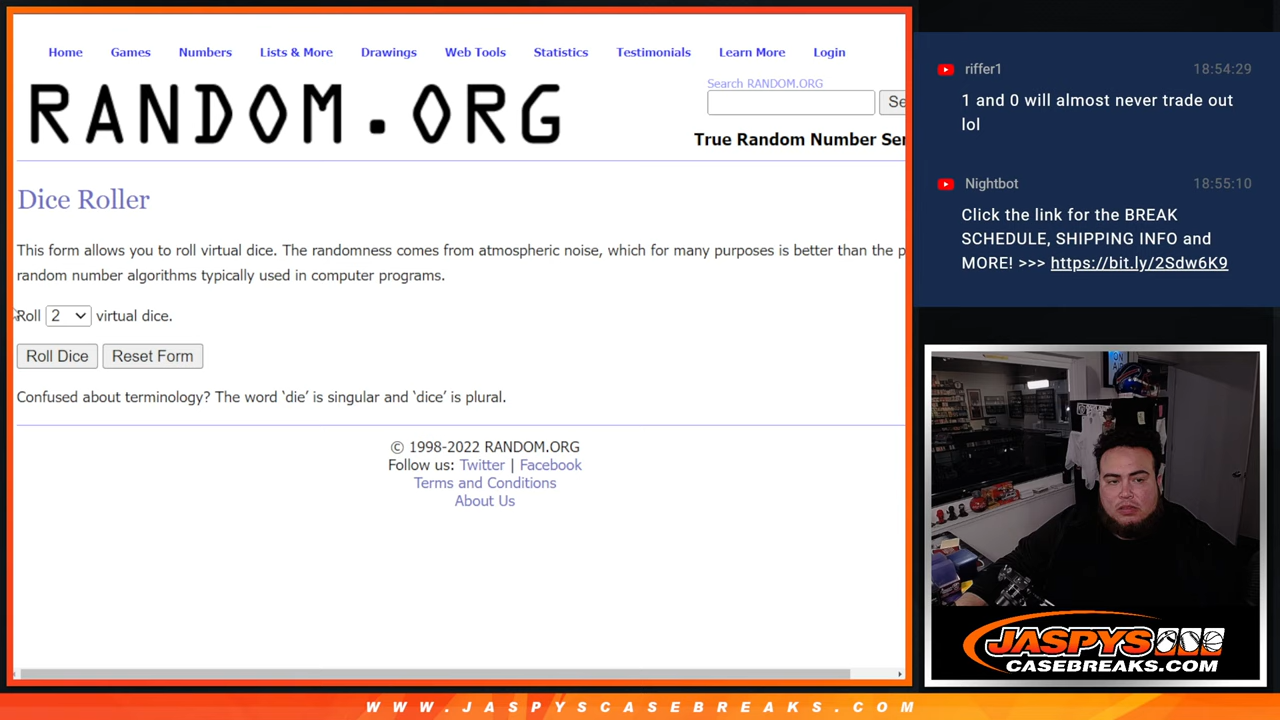 Home Games Numbers Lists & More Drawings Web Tools Statistics Testimonials Learn More Login
RANDOM.ORG
Search RANDOM.ORG
Se
True Random Number Ser
Dice Roller
This form allows you to roll virtual dice. The randomness comes from atmospheric noise, which for many purposes is better than the p
random number algorithms typically used in computer programs.
Roll 2 virtual dice.
Roll Dice Reset Form
Confused about terminology? The word ‘die’ is singular and ‘dice’ is plural.
© 1998-2022 RANDOM.ORG
Follow us: Twitter | Facebook
Terms and Conditions
About Us
riffer1 18:54:29
1 and 0 will almost never trade out
lol
Nightbot 18:55:10
Click the link for the BREAK
SCHEDULE, SHIPPING INFO and
MORE! >>> https://bit.ly/2Sdw6K9
JASPYS
CASEBREAKS.COM
WWW.JASPYSCASEBREAKS.COM